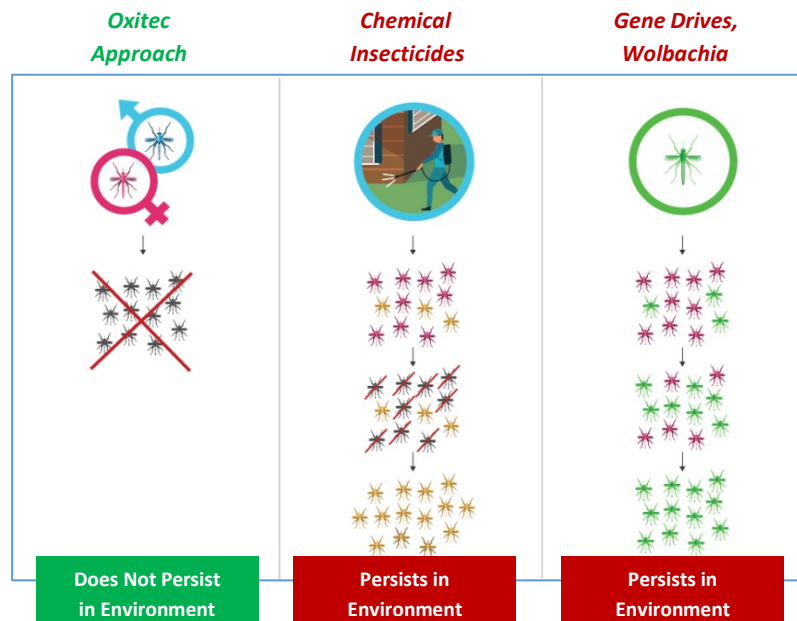 Oxitec
Approach
Chemical
Insecticides
Gene Drives,
Wolbachia
Does Not Persist
in Environment
Persists in
Environment
Persists in
Environment